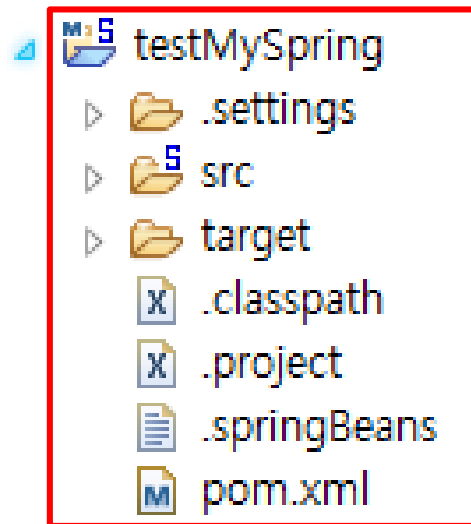 testMySpring
.settings
src
target
.classpath
.project
.springBeans
pom.xml